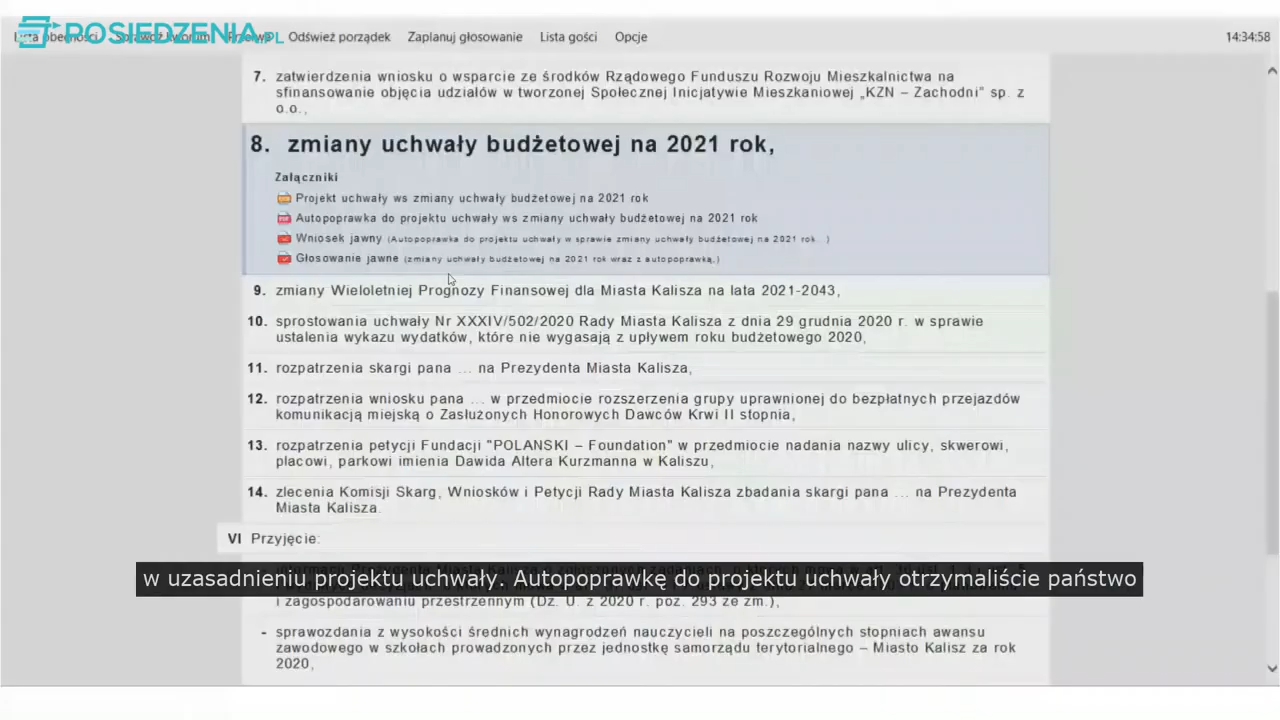 POSIEDZENIA.PL
Lista obecności Sprawdź kworum Przerwa Odśwież porządek Zaplanuj głosowanie Lista gości Opcje 14:34:58
7. zatwierdzenia wniosku o wsparcie ze środków Rządowego Funduszu Rozwoju Mieszkalnictwa na
sfinansowanie objęcia udziałów w tworzonej Społecznej Inicjatywie Mieszkaniowej „KZN – Zachodni" sp. z
o.o.,
8. zmiany uchwały budżetowej na 2021 rok,
Załączniki
Projekt uchwały ws zmiany uchwały budżetowej na 2021 rok
Autopoprawka do projektu uchwały ws zmiany uchwały budżetowej na 2021 rok
Wniosek jawny (Autopoprawka do projektu uchwały w sprawie zmiany uchwały budżetowej na 2021 rok. .)
Głosowanie jawne (zmiany uchwały budżetowej na 2021 rok wraz z autopoprawką,)
9. zmiany Wieloletniej Prognozy Finansowej dla Miasta Kalisza na lata 2021-2043,
10. sprostowania uchwały Nr XXXIV/502/2020 Rady Miasta Kalisza z dnia 29 grudnia 2020 r. w sprawie
ustalenia wykazu wydatków, które nie wygasają z upływem roku budżetowego 2020,
11. rozpatrzenia skargi pana ... na Prezydenta Miasta Kalisza,
12. rozpatrzenia wniosku pana ... w przedmiocie rozszerzenia grupy uprawnionej do bezpłatnych przejazdów
komunikacją miejską o Zasłużonych Honorowych Dawców Krwi II stopnia,
13. rozpatrzenia petycji Fundacji "POLANSKI – Foundation" w przedmiocie nadania nazwy ulicy, skwerowi,
placowi, parkowi imienia Dawida Altera Kurzmanna w Kaliszu,
14. zlecenia Komisji Skarg, Wniosków i Petycji Rady Miasta Kalisza zbadania skargi pana ... na Prezydenta
Miasta Kalisza.
VI Przyjęcie:
w uzasadnieniu projektu uchwały. Autopoprawkę do projektu uchwały otrzymaliście państwo
i zagospodarowaniu przestrzennym (Dz. U. z 2020 r. poz. 293 ze zm.),
- sprawozdania z wysokości średnich wynagrodzeń nauczycieli na poszczególnych stopniach awansu
zawodowego w szkołach prowadzonych przez jednostkę samorządu terytorialnego – Miasto Kalisz za rok
2020,